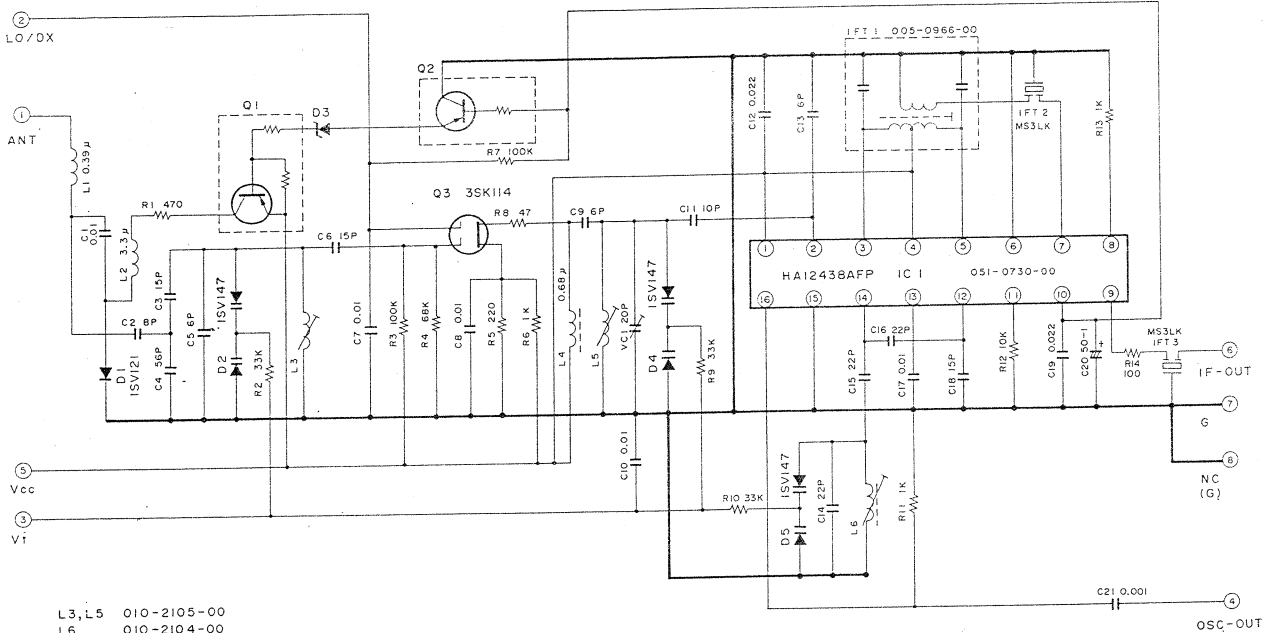 2
LO/DX
1
ANT
L1 0.39μ
C1 0.01
L2 3.3μ
R1 470
Q1
D3
Q2
R7 100K
Q3 3SK114
R8 47
C9 6P
C11 10P
C6 15P
C2 8P
C3 15P
C4 56P
C5 6P
D1 1SV121
1SV147
D2
R2 33K
L3
C7 0.01
R3 100K
R4 68K
C8 0.01
R5 220
R6 1K
0.68μ
L4
L5
VC1 20P
1SV147
D4
R9 33K
C10 0.01
C12 0.022
C13 6P
IFT1 005-0966-00
IFT2
MS3LK
R13 1K
1 2 3 4 5 6 7 8
HA12438AFP IC1 051-0730-00
16 15 14 13 12 11 10 9
C16 22P
C15 22P
C17 0.01
C18 15P
R12 10K
C19 0.022
C20 50-1
+
R14
100
MS3LK
IFT3
6
IF-OUT
7
G
8
NC
(G)
5
Vcc
3
VT
R10 33K
1SV147
D5
C14 22P
L6
R11 1K
C21 0.001
4
OSC-OUT
L3,L5 010-2105-00
L6 010-2104-00